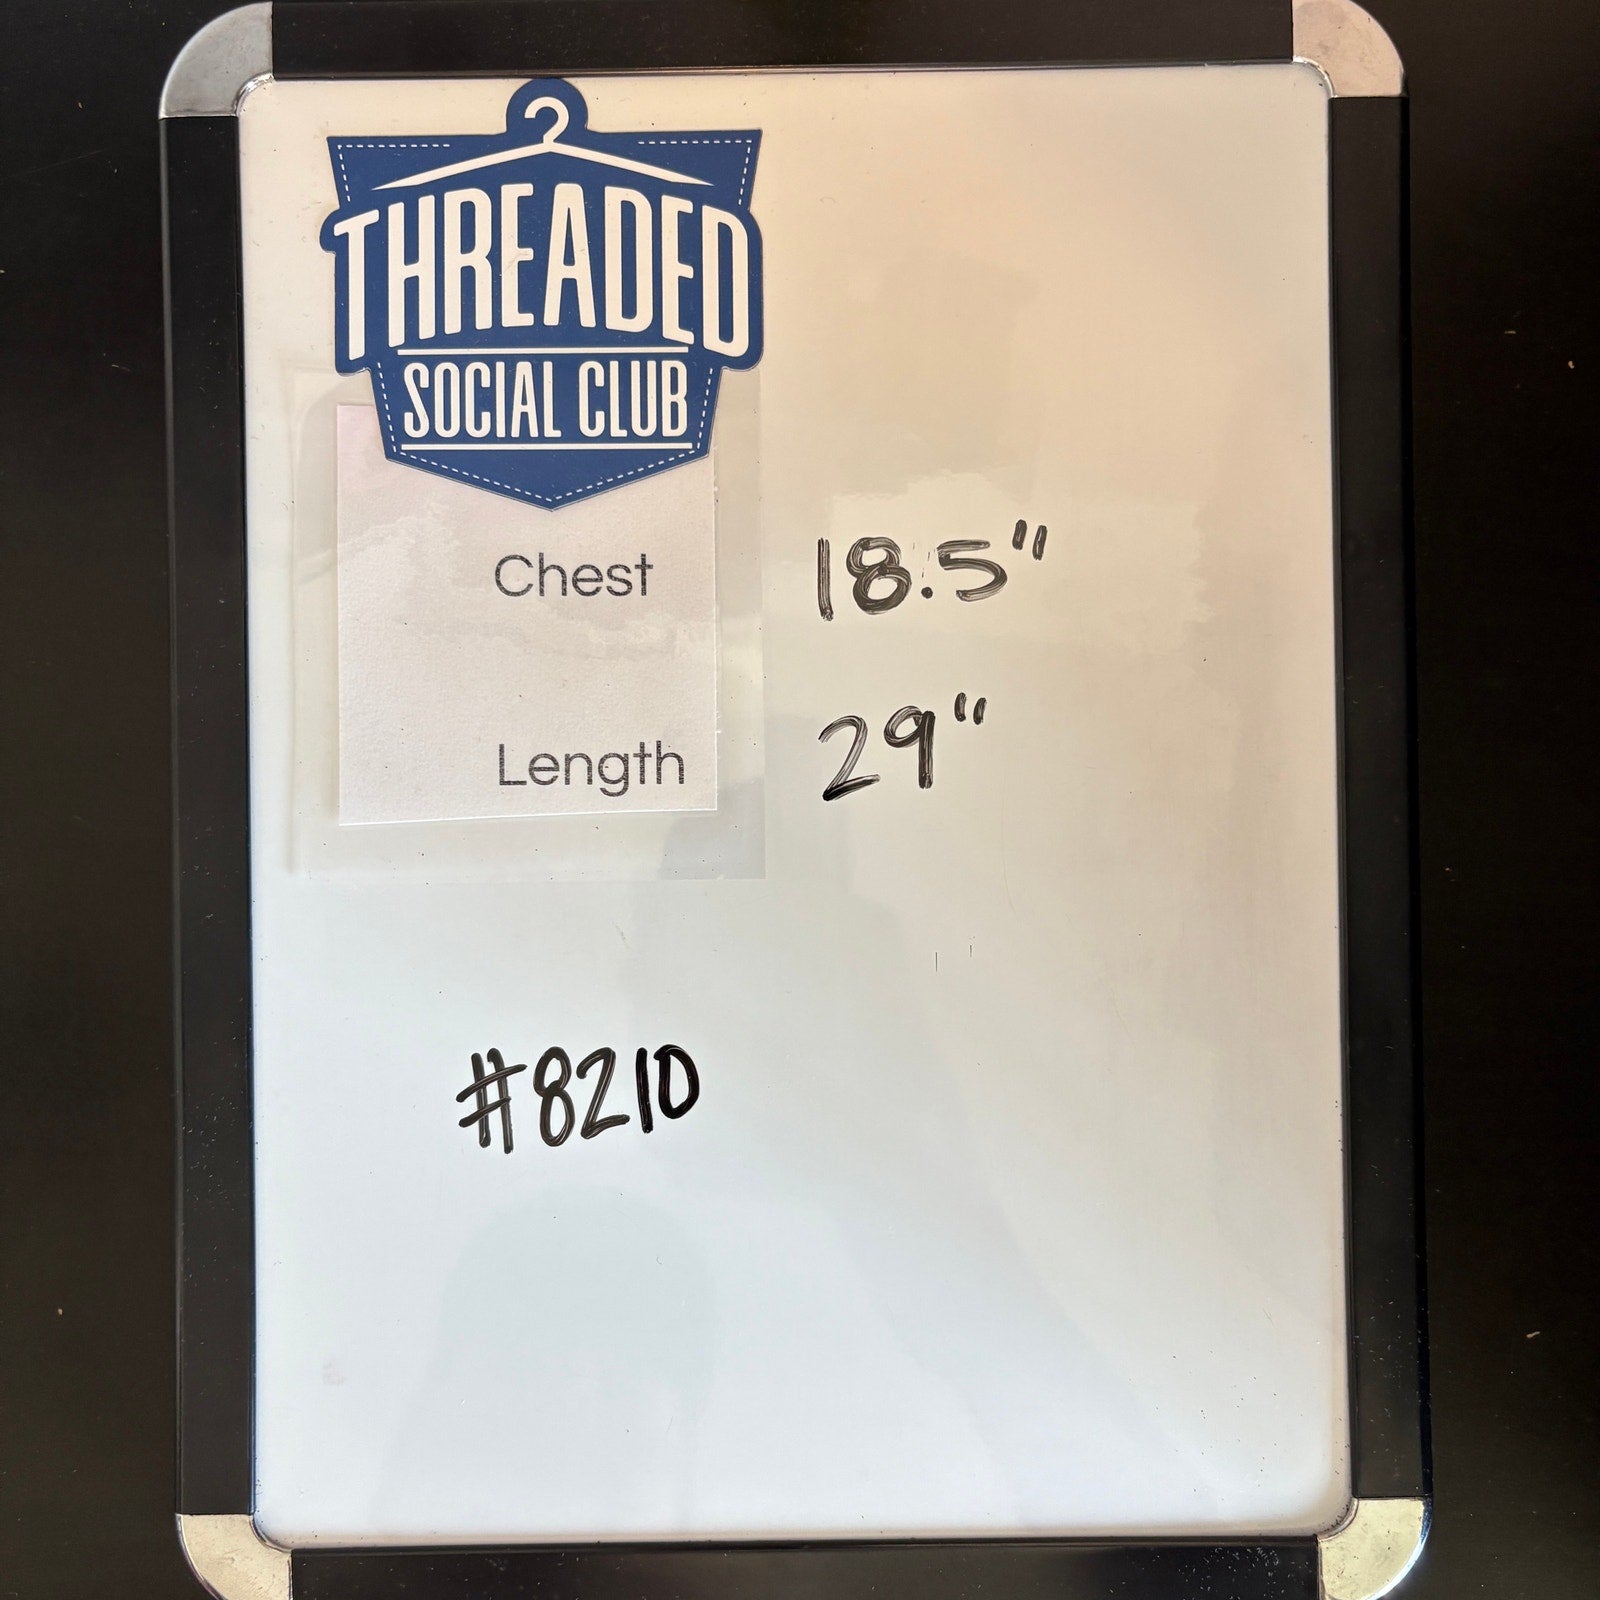 THREADED
SOCIAL CLUB
Chest 18.5"
Length 29"
#8210